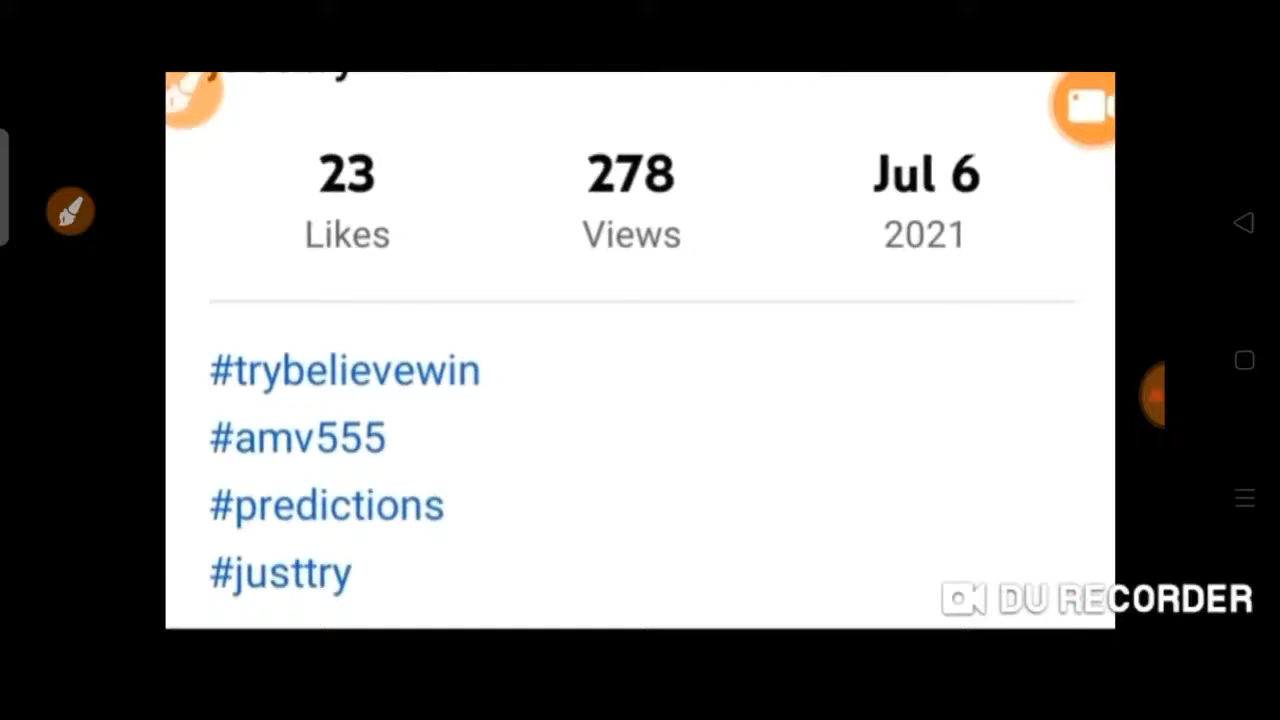 23
278
Jul 6
Likes
Views
2021
#trybelievewin
#amv555
#predictions
#justtry
DU RECORDER